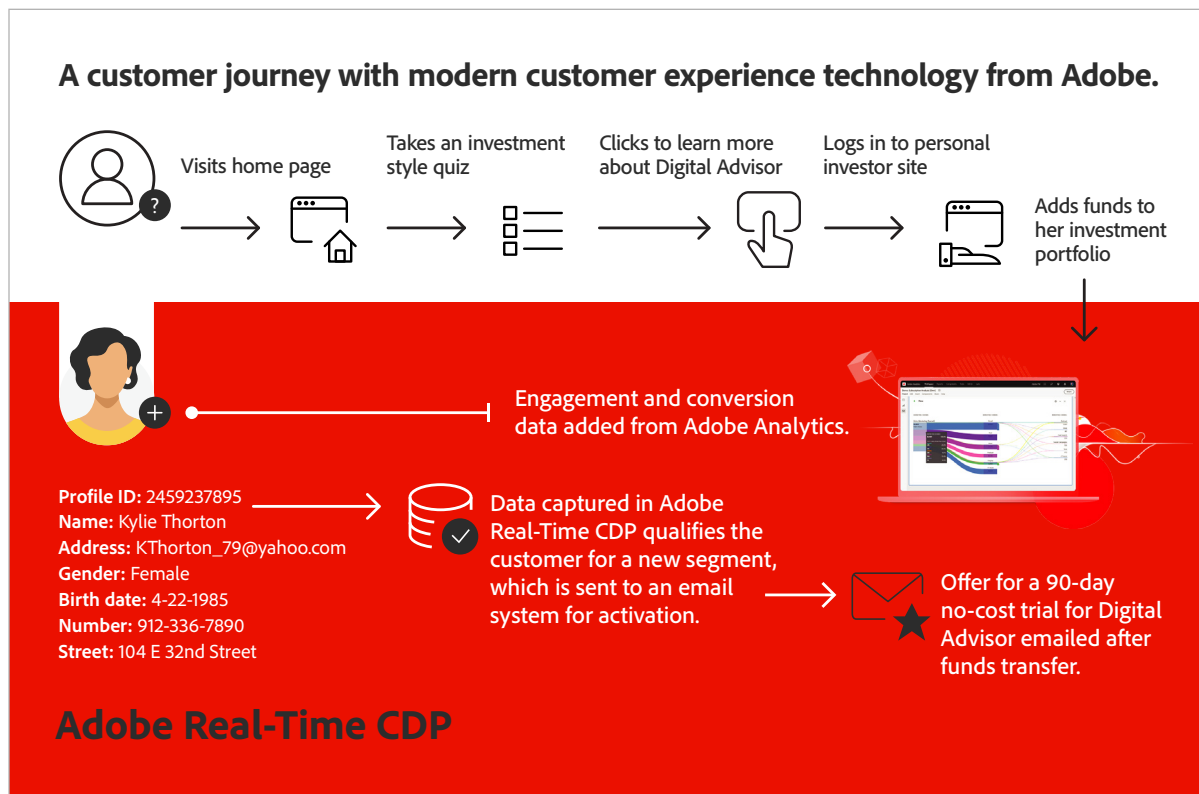 A customer journey with modern customer experience technology from Adobe.
Visits home page
Takes an investment
style quiz
Clicks to learn more
about Digital Advisor
Logs in to personal
investor site
Adds funds to
her investment
portfolio
?
+
Engagement and conversion
data added from Adobe Analytics.
Profile ID: 2459237895
Name: Kylie Thorton
Address: KThorton_79@yahoo.com
Gender: Female
Birth date: 4-22-1985
Number: 912-336-7890
Street: 104 E 32nd Street
Data captured in Adobe
Real-Time CDP qualifies the
customer for a new segment,
which is sent to an email
system for activation.
Offer for a 90-day
no-cost trial for Digital
Advisor emailed after
funds transfer.
Adobe Real-Time CDP